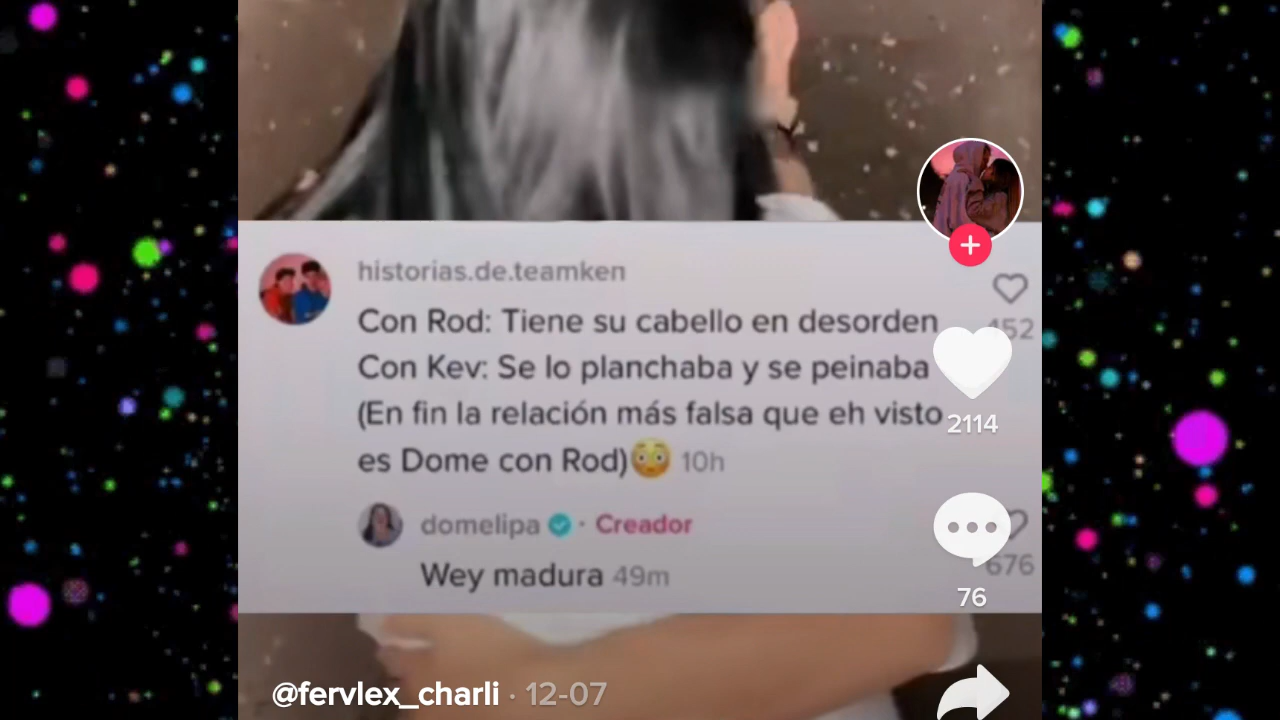 historias.de.teamken
Con Rod: Tiene su cabello en desorden
Con Kev: Se lo planchaba y se peinaba
(En fin la relación más falsa que eh visto
es Dome con Rod)😳 10h
452
2114
domelipa · Creador
Wey madura 49m
676
76
@fervlex_charli · 12-07